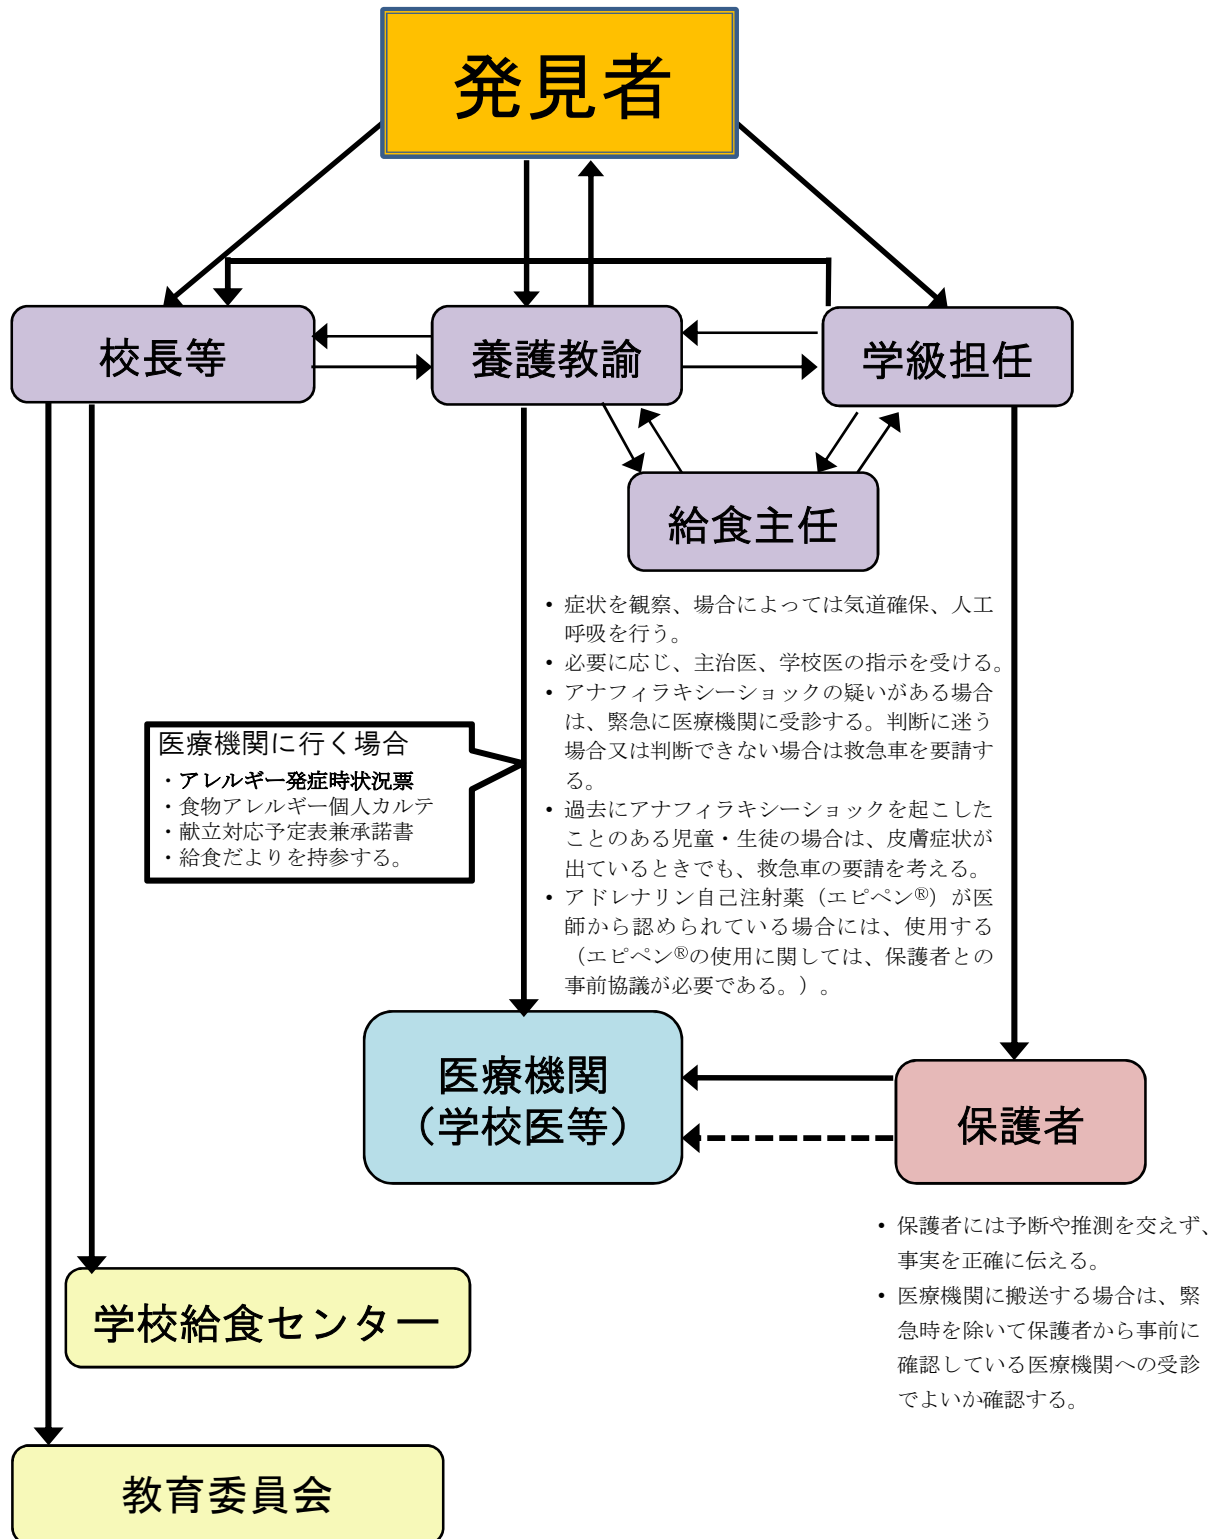 発見者
校長等
養護教諭
学級担任
給食主任
• 症状を観察、場合によっては気道確保、人工
呼吸を行う。
• 必要に応じ、主治医、学校医の指示を受ける。
• アナフィラキシーショックの疑いがある場合
は、緊急に医療機関に受診する。判断に迷う
場合又は判断できない場合は救急車を要請す
る。
• 過去にアナフィラキシーショックを起こした
ことのある児童・生徒の場合は、皮膚症状が
出ているときでも、救急車の要請を考える。
• アドレナリン自己注射薬（エピペン®）が医
師から認められている場合には、使用する
（エピペン®の使用に関しては、保護者との
事前協議が必要である。）。
医療機関に行く場合
・アレルギー発症時状況票
・食物アレルギー個人カルテ
・献立対応予定表兼承諾書
・給食だよりを持参する。
医療機関
（学校医等）
保護者
• 保護者には予断や推測を交えず、
事実を正確に伝える。
• 医療機関に搬送する場合は、緊
急時を除いて保護者から事前に
確認している医療機関への受診
でよいか確認する。
学校給食センター
教育委員会